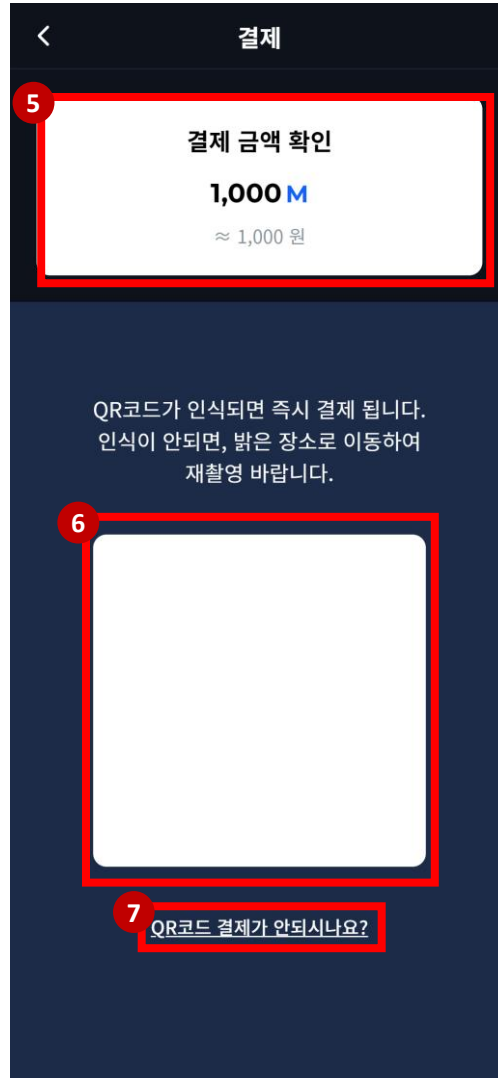 결제
5
결제 금액 확인
1,000 M
≈ 1,000 원
QR코드가 인식되면 즉시 결제 됩니다.
인식이 안되면, 밝은 장소로 이동하여
재촬영 바랍니다.
6
7
QR코드 결제가 안되시나요?